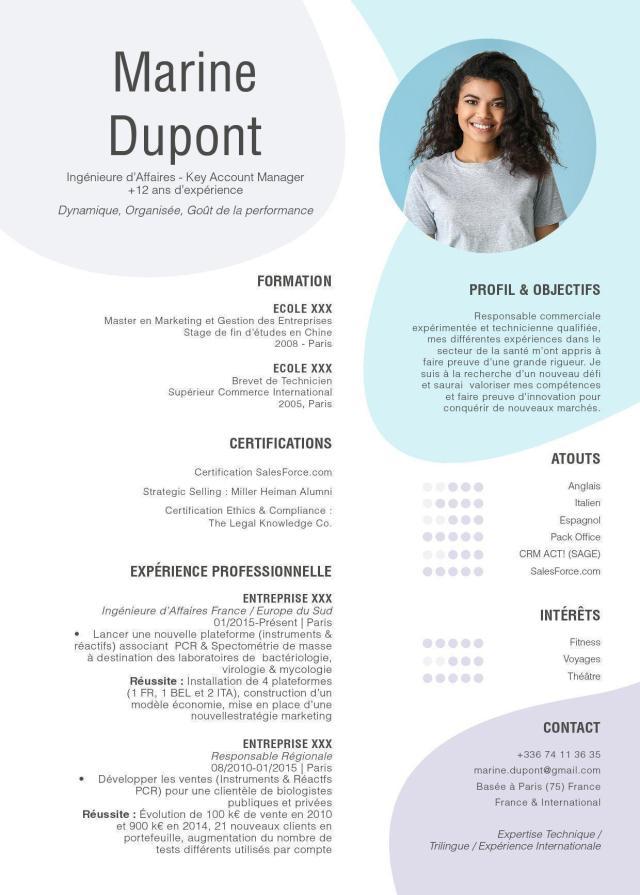 Marine
Dupont
Ingénieure d'Affaires - Key Account Manager
+12 ans d'expérience
Dynamique, Organisée, Goût de la performance
FORMATION
ECOLE XXX
Master en Marketing et Gestion des Entreprises
Stage de fin d'études en Chine
2008 - Paris
ECOLE XXX
Brevet de Technicien
Supérieur Commerce International
2005, Paris
CERTIFICATIONS
Certification SalesForce.com
Strategic Selling : Miller Heiman Alumni
Certification Ethics & Compliance :
The Legal Knowledge Co.
EXPÉRIENCE PROFESSIONNELLE
ENTREPRISE XXX
Ingénieure d'Affaires France / Europe du Sud
01/2015-Présent | Paris
• Lancer une nouvelle plateforme (instruments &
réactifs) associant PCR & Spectométrie de masse
à destination des laboratoires de bactériologie,
virologie & mycologie
Réussite : Installation de 4 plateformes
(1 FR, 1 BEL et 2 ITA), construction d'un
modèle économie, mise en place d'une
nouvellestratégie marketing
ENTREPRISE XXX
Responsable Régionale
08/2010-01/2015 | Paris
• Développer les ventes (Instruments & Réactfs
PCR) pour une clientèle de biologistes
publiques et privées
Réussite : Évolution de 100 k€ de vente en 2010
et 900 k€ en 2014, 21 nouveaux clients en
portefeuille, augmentation du nombre de
tests différents utilisés par compte
PROFIL & OBJECTIFS
Responsable commerciale
expérimentée et technicienne qualifiée,
mes différentes expériences dans le
secteur de la santé m'ont appris à
faire preuve d'une grande rigueur. Je
suis à la recherche d'un nouveau défi
et saurai valoriser mes compétences
et faire preuve d'innovation pour
conquérir de nouveaux marchés.
ATOUTS
Anglais
Italien
Espagnol
Pack Office
CRM ACT! (SAGE)
SalesForce.com
INTÉRÊTS
Fitness
Voyages
Théâtre
CONTACT
+336 74 11 36 35
marine.dupont@gmail.com
Basée à Paris (75) France
France & International
Expertise Technique /
Trilingue / Expérience Internationale